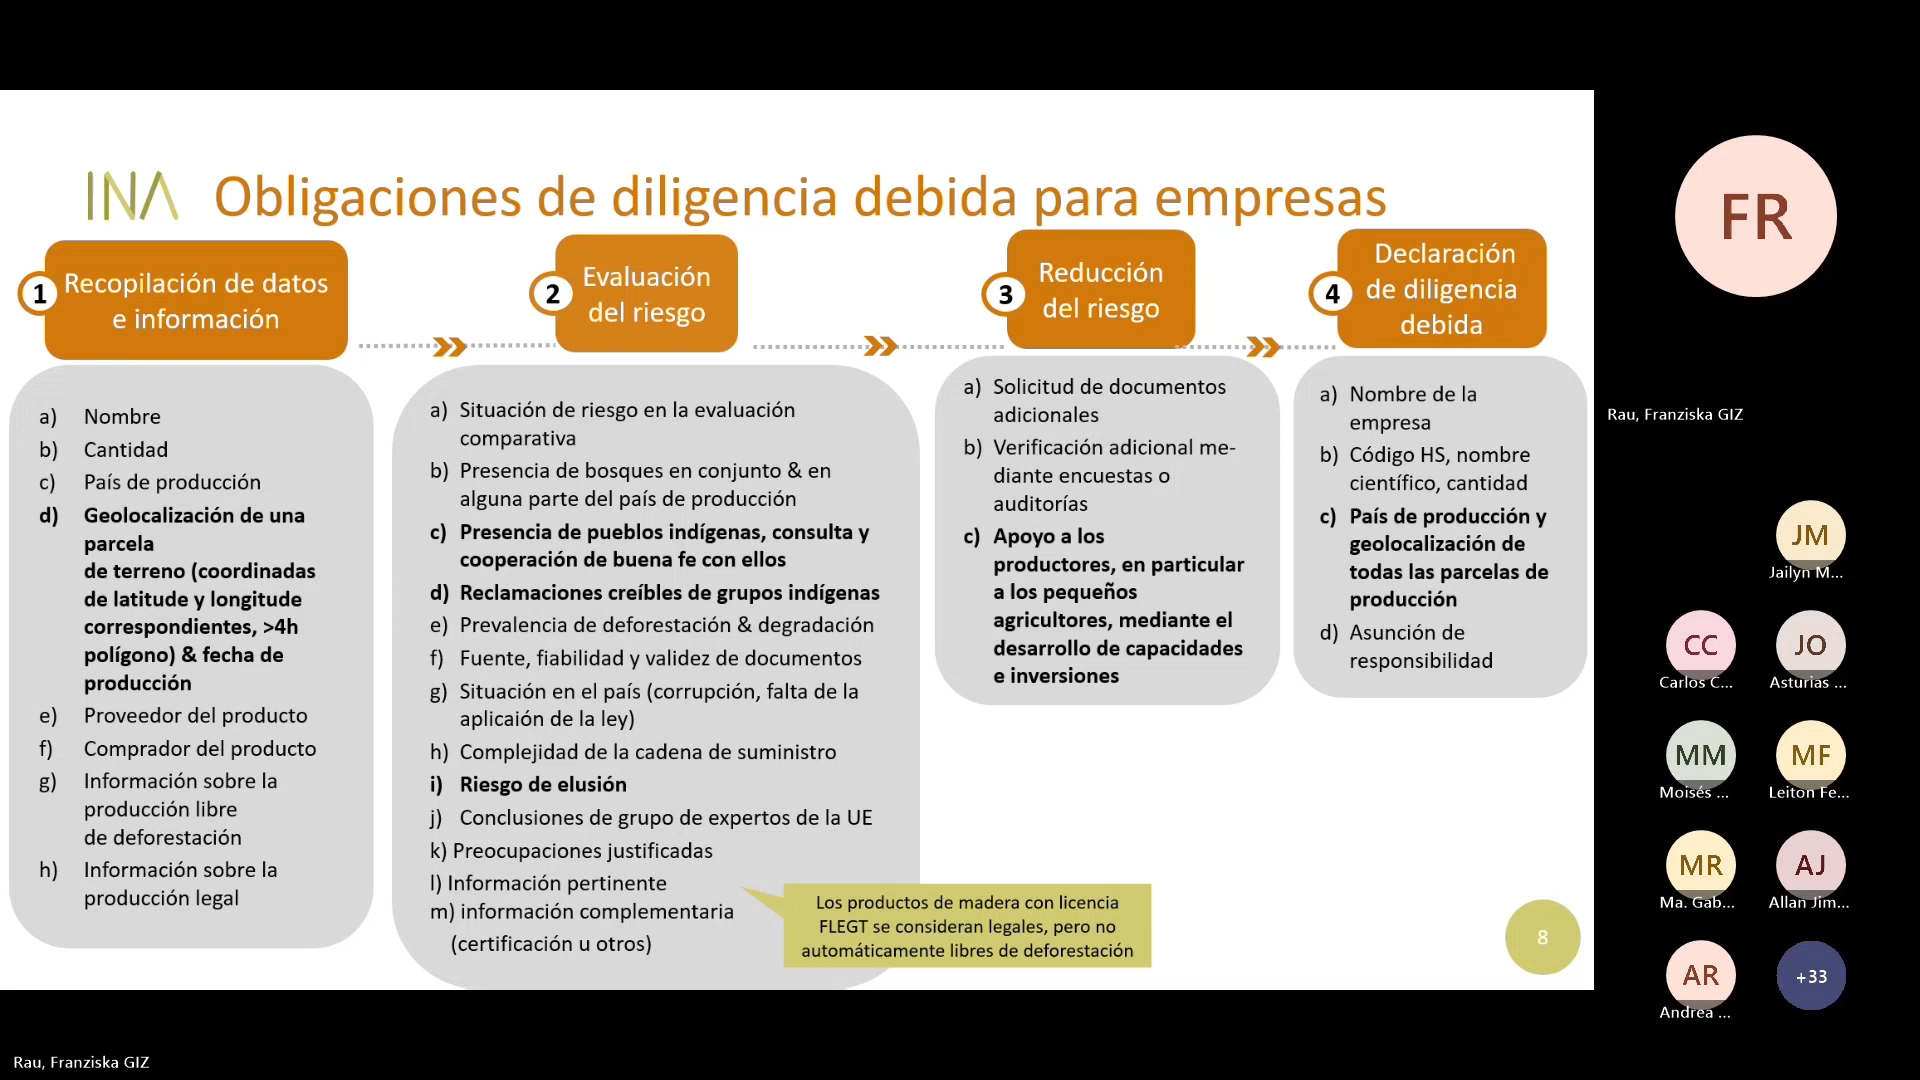 INA Obligaciones de diligencia debida para empresas
1 Recopilación de datos
e información
a) Nombre
b) Cantidad
c) País de producción
d) Geolocalización de una
parcela
de terreno (coordinadas
de latitude y longitude
correspondientes, >4h
polígono) & fecha de
producción
e) Proveedor del producto
f) Comprador del producto
g) Información sobre la
producción libre
de deforestación
h) Información sobre la
producción legal
2 Evaluación
del riesgo
a) Situación de riesgo en la evaluación
comparativa
b) Presencia de bosques en conjunto & en
alguna parte del país de producción
c) Presencia de pueblos indígenas, consulta y
cooperación de buena fe con ellos
d) Reclamaciones creíbles de grupos indígenas
e) Prevalencia de deforestación & degradación
f) Fuente, fiabilidad y validez de documentos
g) Situación en el país (corrupción, falta de la
aplicaión de la ley)
h) Complejidad de la cadena de suministro
i) Riesgo de elusión
j) Conclusiones de grupo de expertos de la UE
k) Preocupaciones justificadas
l) Información pertinente
m) información complementaria
(certificación u otros)
Los productos de madera con licencia
FLEGT se consideran legales, pero no
automáticamente libres de deforestación
3 Reducción
del riesgo
a) Solicitud de documentos
adicionales
b) Verificación adicional me-
diante encuestas o
auditorías
c) Apoyo a los
productores, en particular
a los pequeños
agricultores, mediante el
desarrollo de capacidades
e inversiones
4 Declaración
de diligencia
debida
a) Nombre de la
empresa
b) Código HS, nombre
científico, cantidad
c) País de producción y
geolocalización de
todas las parcelas de
producción
d) Asunción de
responsibilidad
8
FR
Rau, Franziska GIZ
JM
Jailyn M...
CC
Carlos C...
JO
Asturias ...
MM
Moisés ...
MF
Leiton Fe...
MR
Ma. Gab...
AJ
Allan Jim...
AR
Andrea ...
+33
Rau, Franziska GIZ